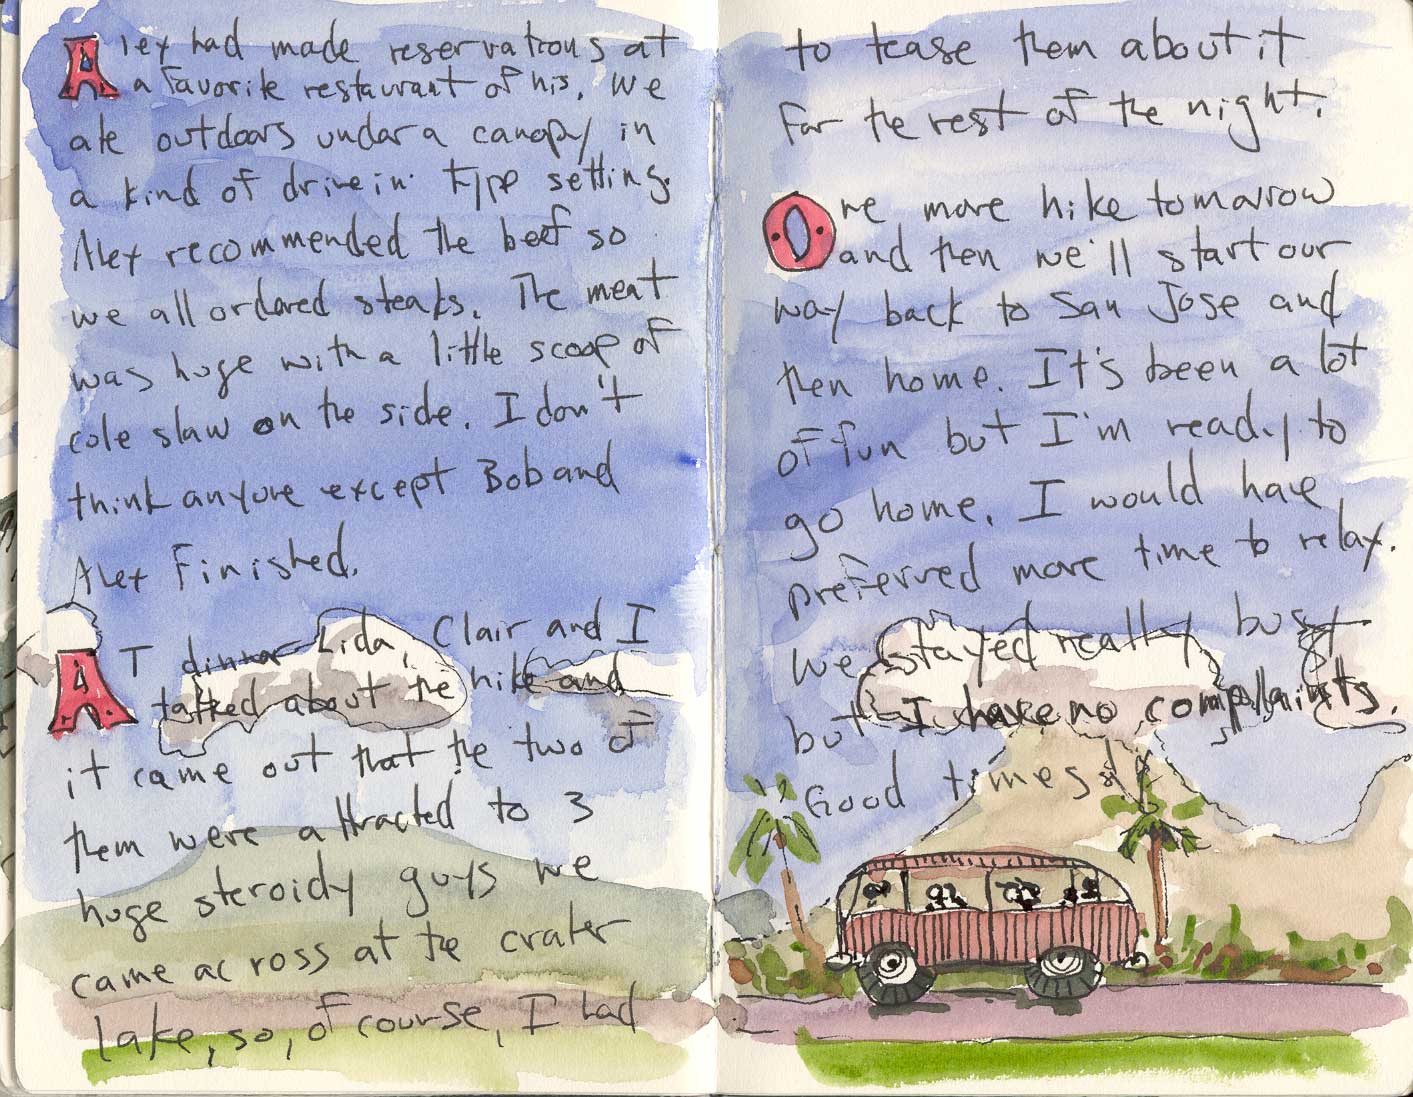 Alex had made reservations at
a favorite restaurant of his. We
ate outdoors under a canopy in
a kind of drive in type setting.
Alex recommended the beef so
we all ordered steaks. The meat
was huge with a little scoop of
cole slaw on the side. I don't
think anyone except Bob and
Alex finished.
AT dinner Lida, Clair and I
talked about the hike and
it came out that the two of
them were attracted to 3
huge steroidy guys we
came across at the crater
lake, so, of course, I had
to tease them about it
for the rest of the night.
One more hike tomorrow
and then we'll start our
way back to San Jose and
then home. It's been a lot
of fun but I'm ready to
go home. I would have
preferred more time to relax.
We stayed really busy
but I have no complaints.
Good times!